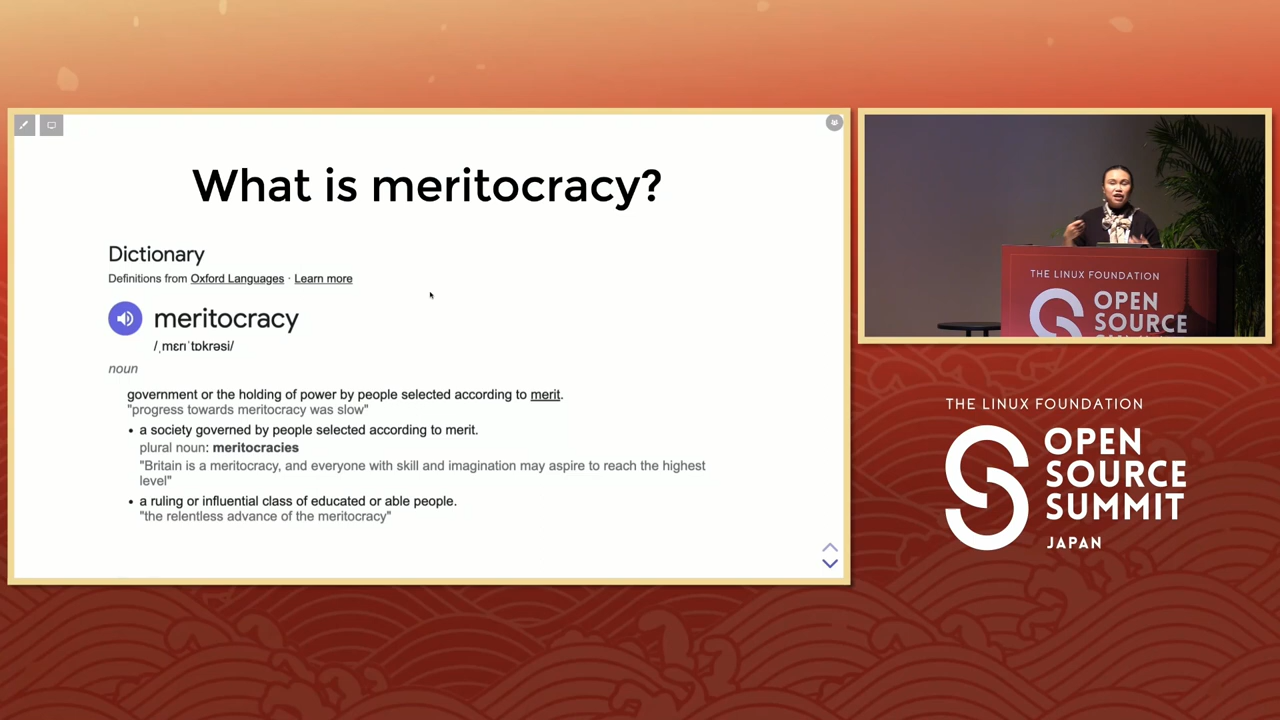 What is meritocracy?
Dictionary
Definitions from Oxford Languages · Learn more
meritocracy
/ˌmɛrɪˈtɒkrəsi/
noun
government or the holding of power by people selected according to merit.
"progress towards meritocracy was slow"
• a society governed by people selected according to merit.
plural noun: meritocracies
"Britain is a meritocracy, and everyone with skill and imagination may aspire to reach the highest
level"
• a ruling or influential class of educated or able people.
"the relentless advance of the meritocracy"
THE LINUX FOUNDATION
OPEN
SOURCE
THE LINUX FOUNDATION
OPEN
SOURCE
SUMMIT
JAPAN